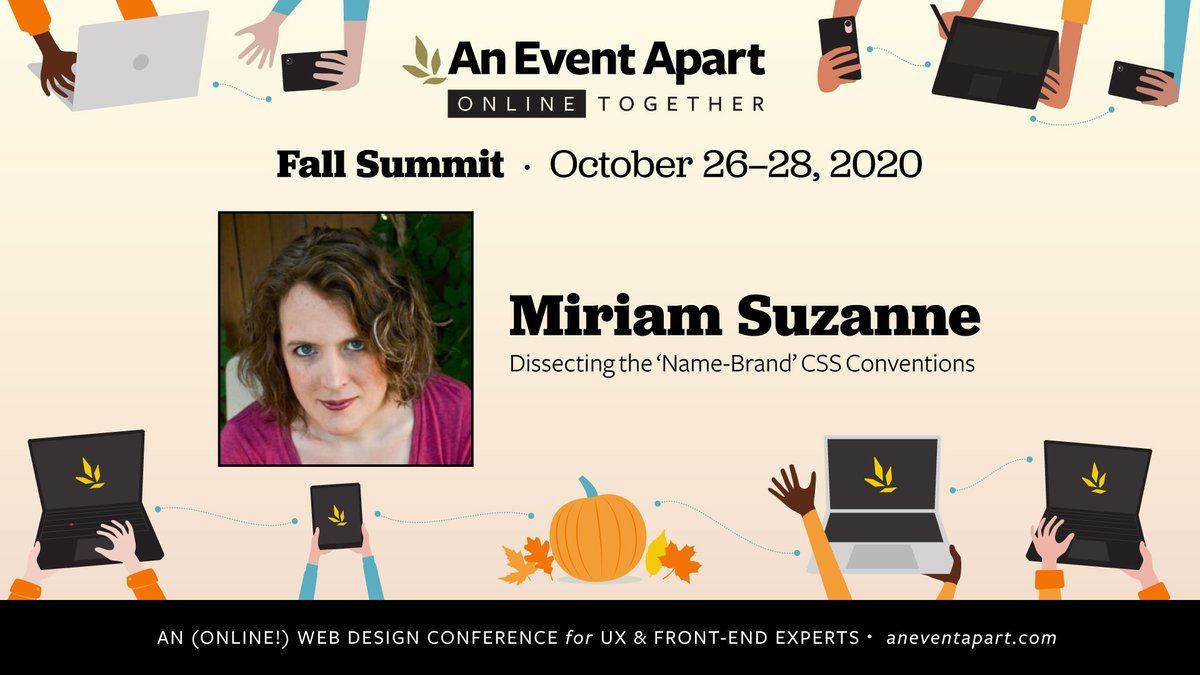 An Event Apart
ONLINE TOGETHER
Fall Summit · October 26–28, 2020
Miriam Suzanne
Dissecting the ‘Name-Brand’ CSS Conventions
AN (ONLINE!) WEB DESIGN CONFERENCE for UX & FRONT-END EXPERTS • aneventapart.com